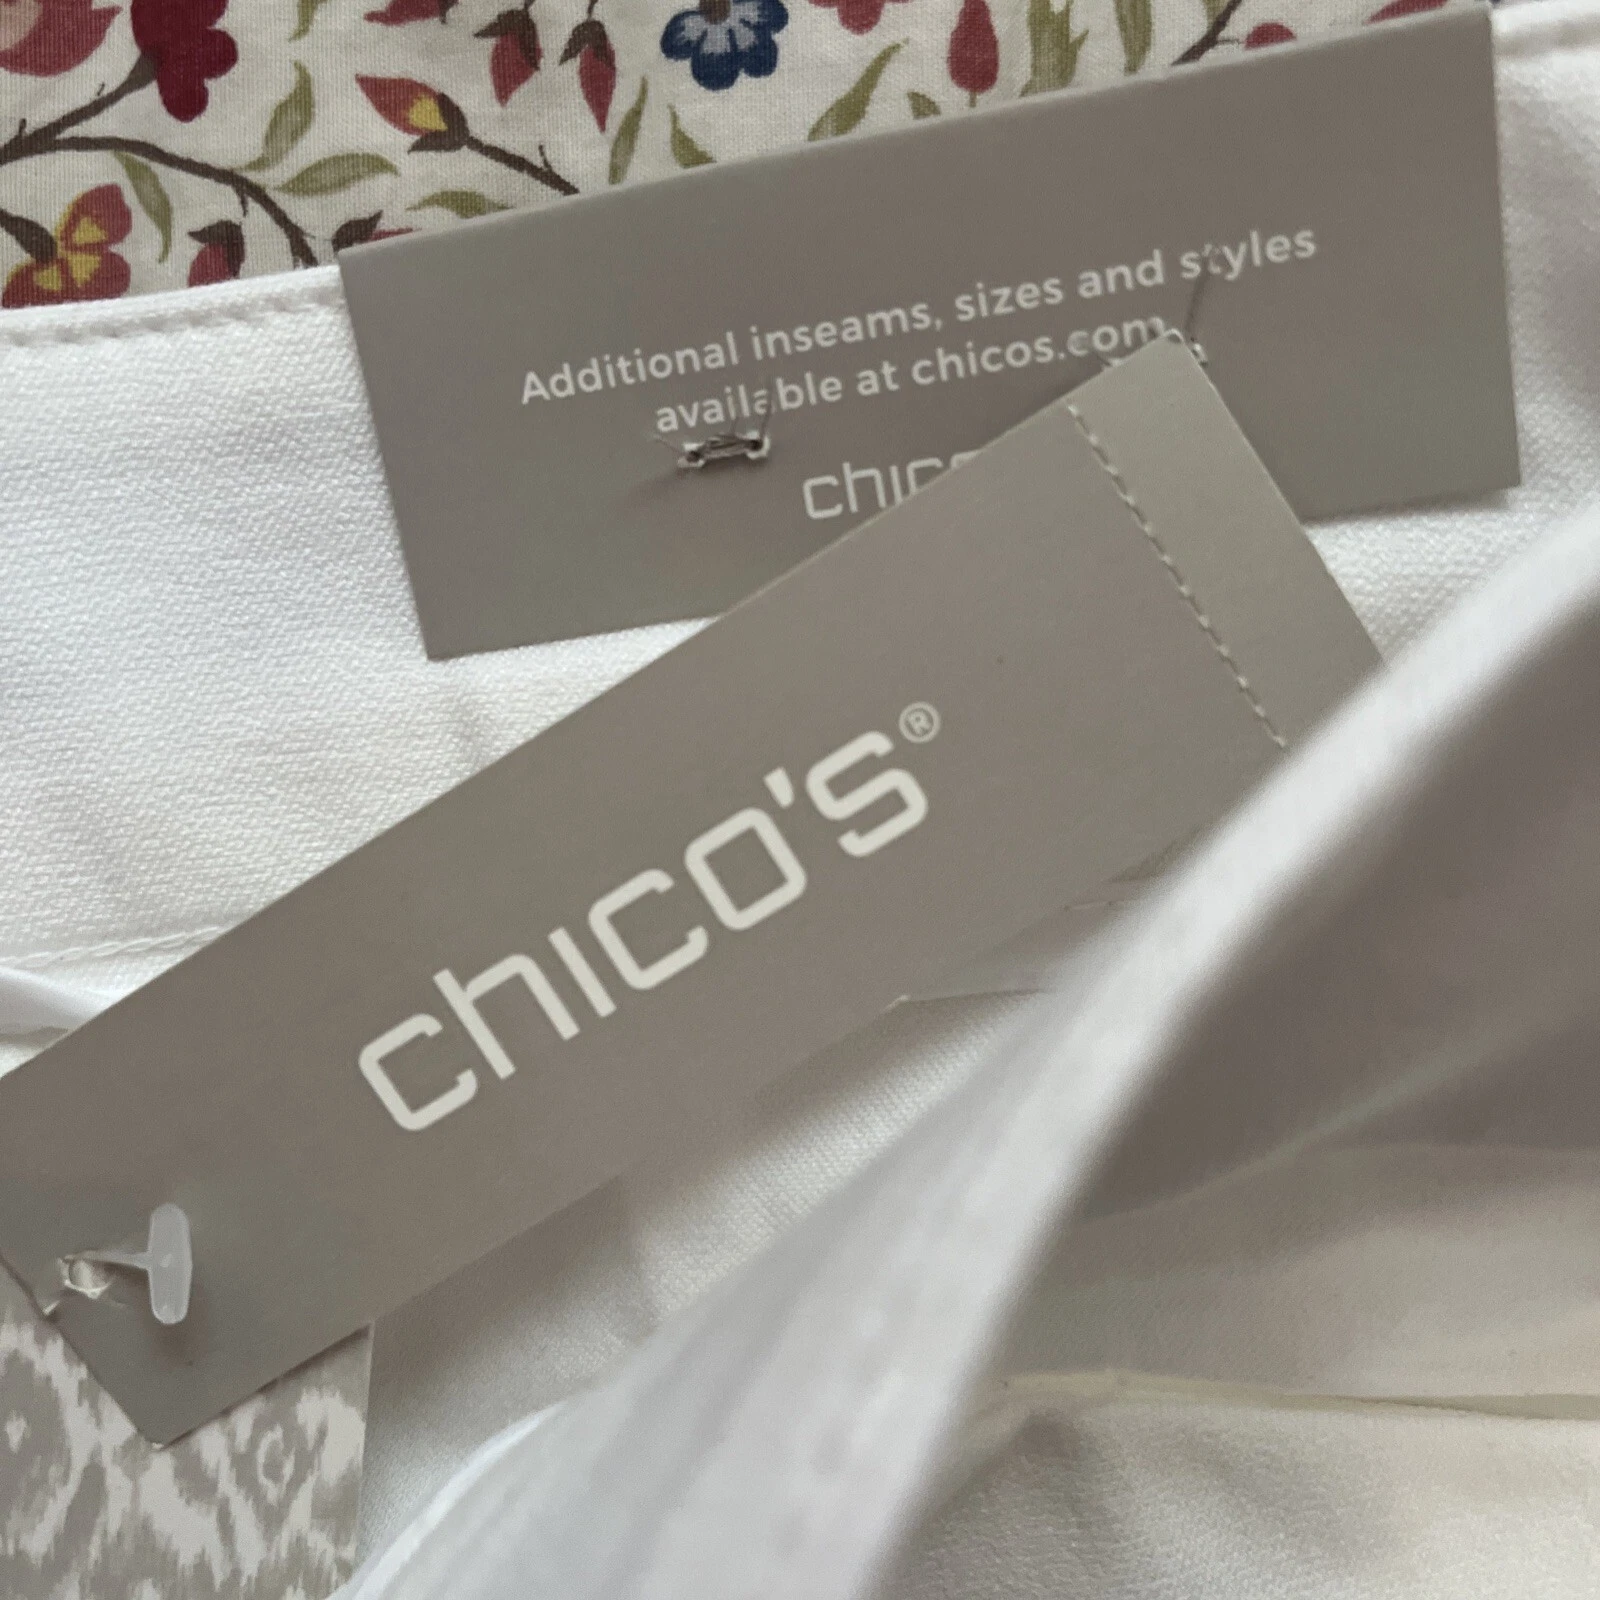 Additional inseams, sizes and styles
available at chicos.com
chico
chico's®